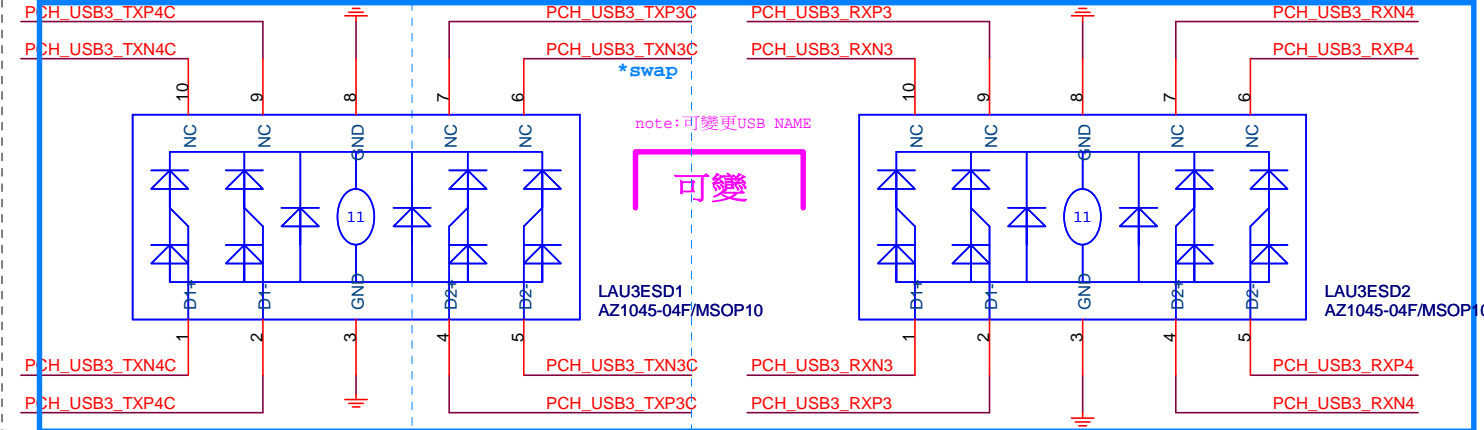 PCH_USB3_TXP4C
PCH_USB3_TXP3C
PCH_USB3_RXP3
PCH_USB3_RXN4
PCH_USB3_TXN4C
PCH_USB3_TXN3C
PCH_USB3_RXN3
PCH_USB3_RXP4
*swap
10 9 8 7 6
10 9 8 7 6
NC NC GND NC NC
NC NC GND NC NC
note:可變更USB NAME
可變
11
11
D1+ D1- GND D2+ D2-
D1+ D1- GND D2+ D2-
LAU3ESD1
AZ1045-04F/MSOP10
LAU3ESD2
AZ1045-04F/MSOP10
1 2 3 4 5
1 2 3 4 5
PCH_USB3_TXN4C
PCH_USB3_TXN3C
PCH_USB3_RXN3
PCH_USB3_RXP4
PCH_USB3_TXP4C
PCH_USB3_TXP3C
PCH_USB3_RXP3
PCH_USB3_RXN4